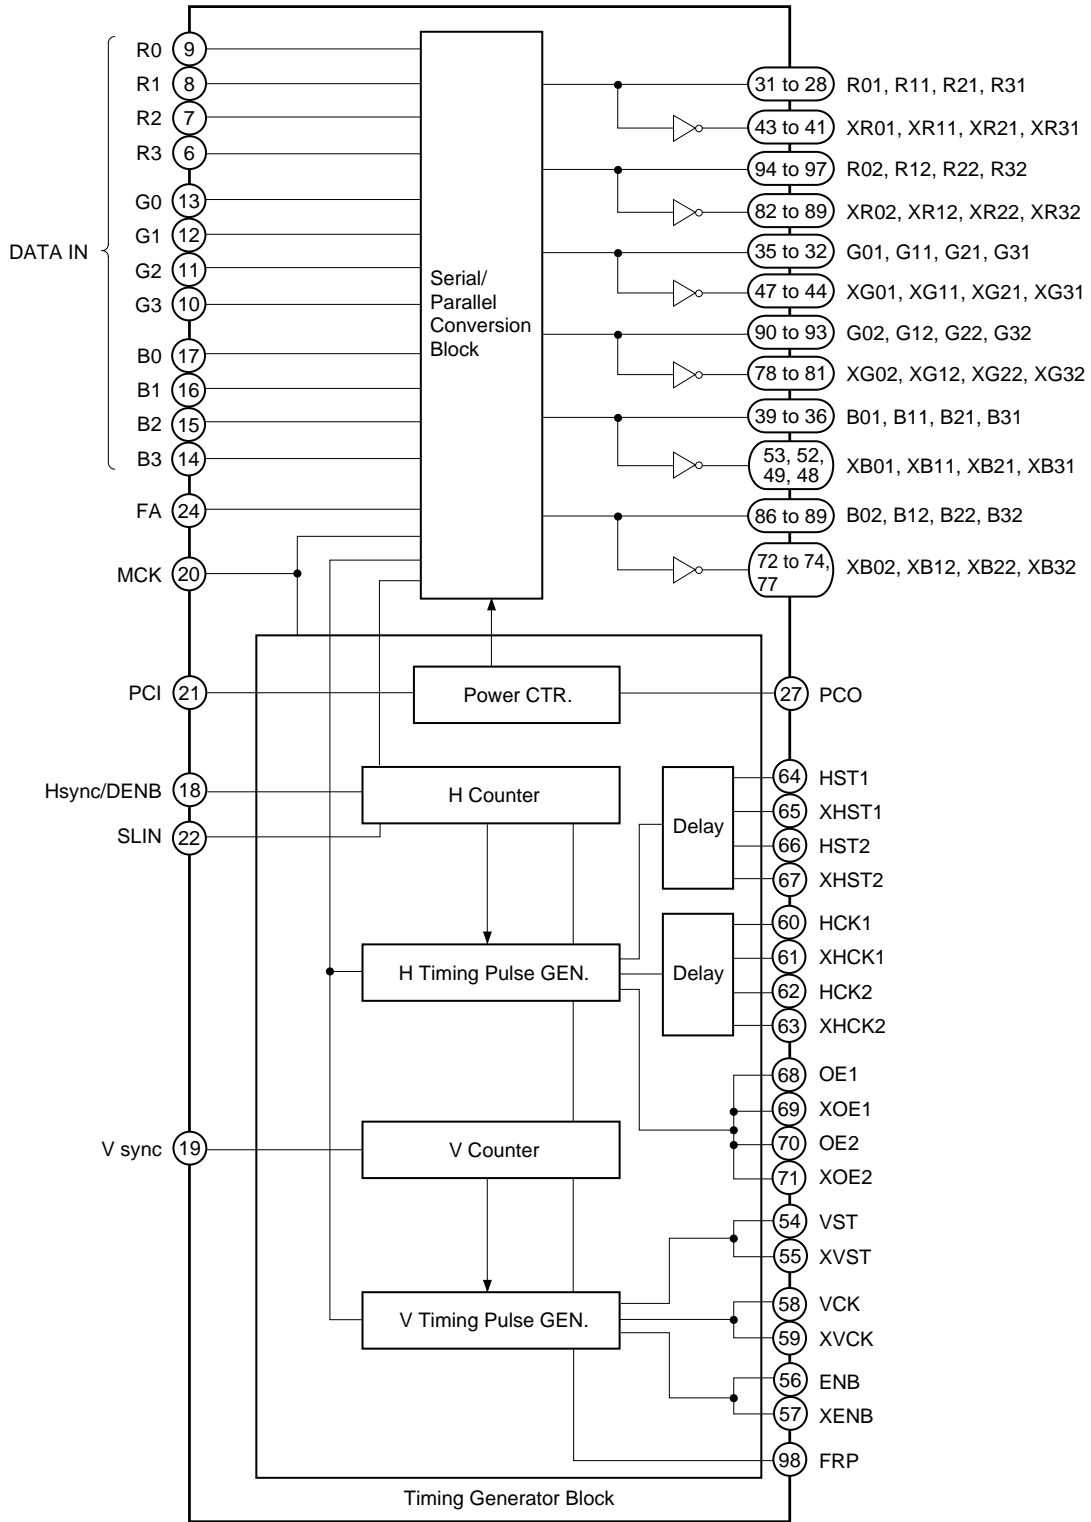 DATA IN
R0 9
R1 8
R2 7
R3 6
G0 13
G1 12
G2 11
G3 10
B0 17
B1 16
B2 15
B3 14
FA 24
MCK 20
PCI 21
Hsync/DENB 18
SLIN 22
V sync 19
Serial/
Parallel
Conversion
Block
31 to 28 R01, R11, R21, R31
43 to 41 XR01, XR11, XR21, XR31
94 to 97 R02, R12, R22, R32
82 to 89 XR02, XR12, XR22, XR32
35 to 32 G01, G11, G21, G31
47 to 44 XG01, XG11, XG21, XG31
90 to 93 G02, G12, G22, G32
78 to 81 XG02, XG12, XG22, XG32
39 to 36 B01, B11, B21, B31
53, 52,
49, 48
XB01, XB11, XB21, XB31
86 to 89 B02, B12, B22, B32
72 to 74,
77
XB02, XB12, XB22, XB32
Power CTR.
27 PCO
H Counter
Delay
64 HST1
65 XHST1
66 HST2
67 XHST2
H Timing Pulse GEN.
Delay
60 HCK1
61 XHCK1
62 HCK2
63 XHCK2
68 OE1
69 XOE1
70 OE2
71 XOE2
V Counter
54 VST
55 XVST
V Timing Pulse GEN.
58 VCK
59 XVCK
56 ENB
57 XENB
98 FRP
Timing Generator Block